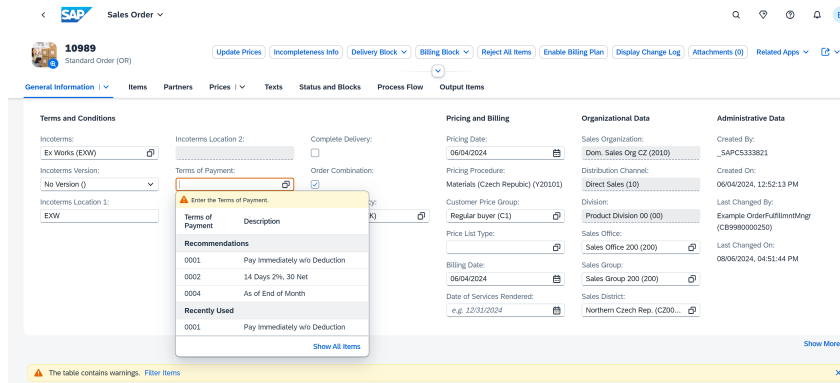 SAP Sales Order
10989
Standard Order (OR)
Update Prices Incompleteness Info Delivery Block Billing Block Reject All Items Enable Billing Plan Display Change Log Attachments (0) Related Apps
General Information Items Partners Prices Texts Status and Blocks Process Flow Output Items
Terms and Conditions
Incoterms:
Ex Works (EXW)
Incoterms Version:
No Version ()
Incoterms Location 1:
EXW
Incoterms Location 2:
Terms of Payment:
Enter the Terms of Payment.
Terms of Payment Description
Recommendations
0001 Pay Immediately w/o Deduction
0002 14 Days 2%, 30 Net
0004 As of End of Month
Recently Used
0001 Pay Immediately w/o Deduction
Show All Items
Complete Delivery:
Order Combination:
cy:
K)
Pricing and Billing
Pricing Date:
06/04/2024
Pricing Procedure:
Materials (Czech Repubic) (Y20101)
Customer Price Group:
Regular buyer (C1)
Price List Type:
Billing Date:
06/04/2024
Date of Services Rendered:
e.g. 12/31/2024
Organizational Data
Sales Organization:
Dom. Sales Org CZ (2010)
Distribution Channel:
Direct Sales (10)
Division:
Product Division 00 (00)
Sales Office:
Sales Office 200 (200)
Sales Group:
Sales Group 200 (200)
Sales District:
Northern Czech Rep. (CZ00...
Administrative Data
Created By:
_SAPC5333821
Created On:
06/04/2024, 12:52:13 PM
Last Changed By:
Example OrderFulfillmntMngr
(CB9980000250)
Last Changed On:
08/06/2024, 04:51:44 PM
Show More
The table contains warnings. Filter Items